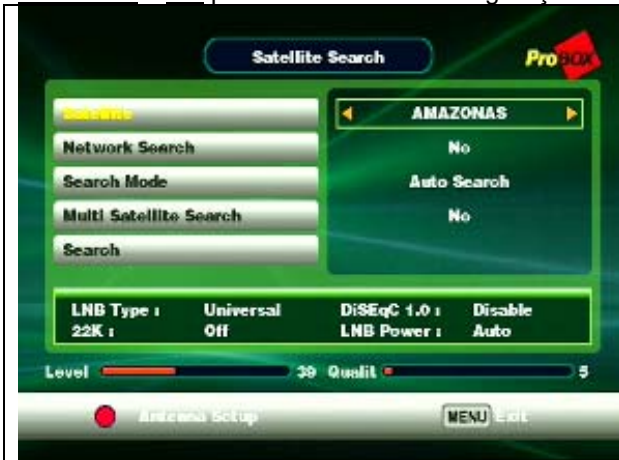 Satellite Search
ProBOX
Satellite AMAZONAS
Network Search No
Search Mode Auto Search
Multi Satellite Search No
Search
LNB Type : Universal DiSEqC 1.0 : Disable
22K : Off LNB Power : Auto
Level 39 Qualit 5
Antenna Setup MENU Exit